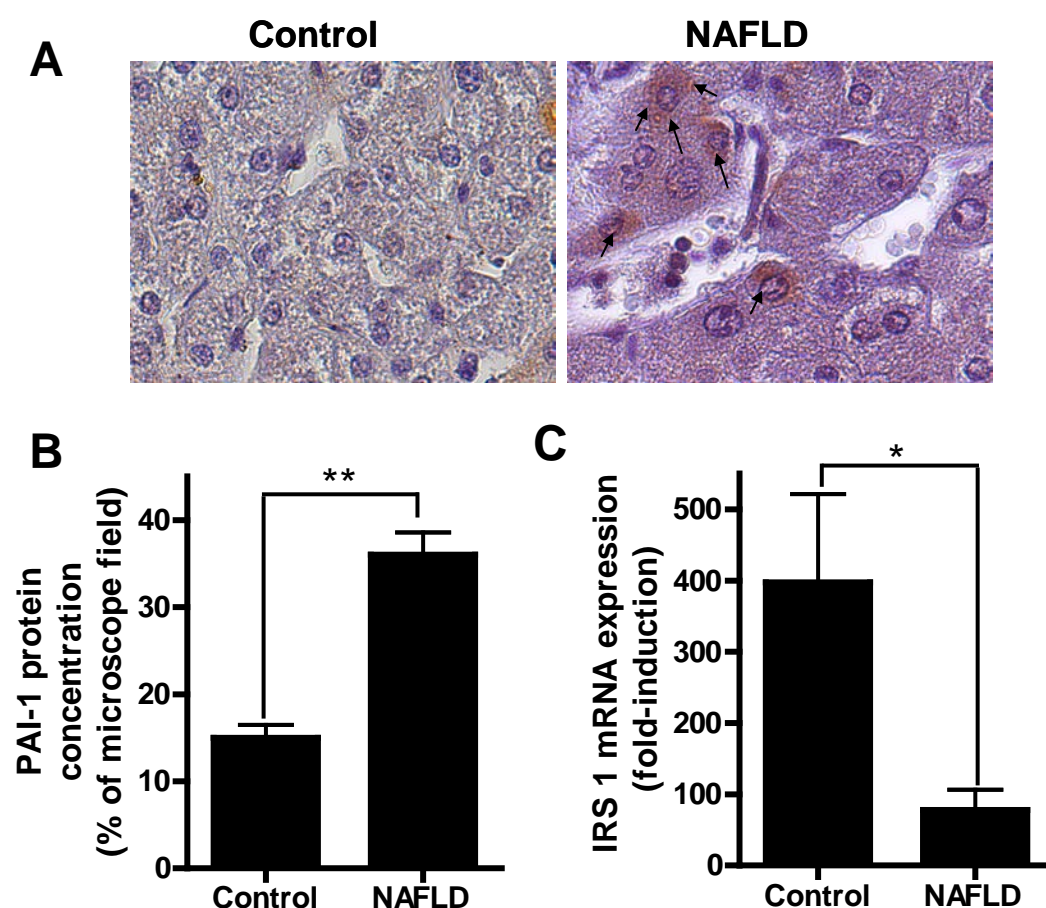 A
Control
NAFLD
B
PAI-1 protein
concentration
(% of microscope field)
40
30
20
10
0
**
Control
NAFLD
C
IRS 1 mRNA expression
(fold-induction)
500
400
300
200
100
0
*
Control
NAFLD